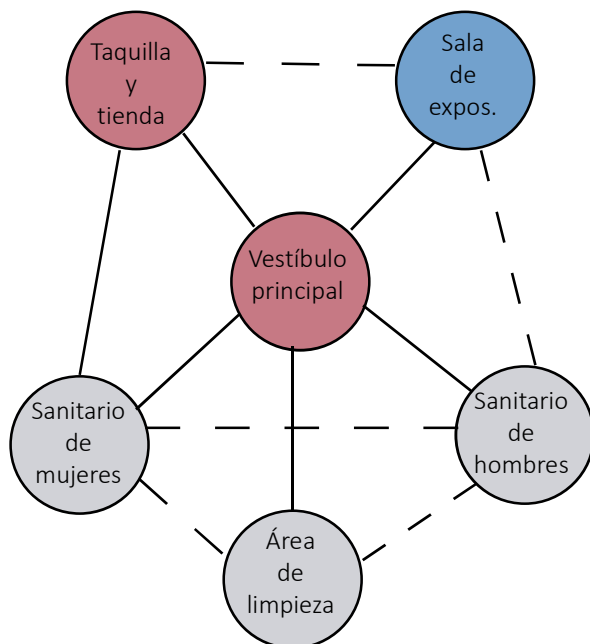 Taquilla
y
tienda
Sala
de
expos.
Vestíbulo
principal
Sanitario
de
mujeres
Sanitario
de
hombres
Área
de
limpieza